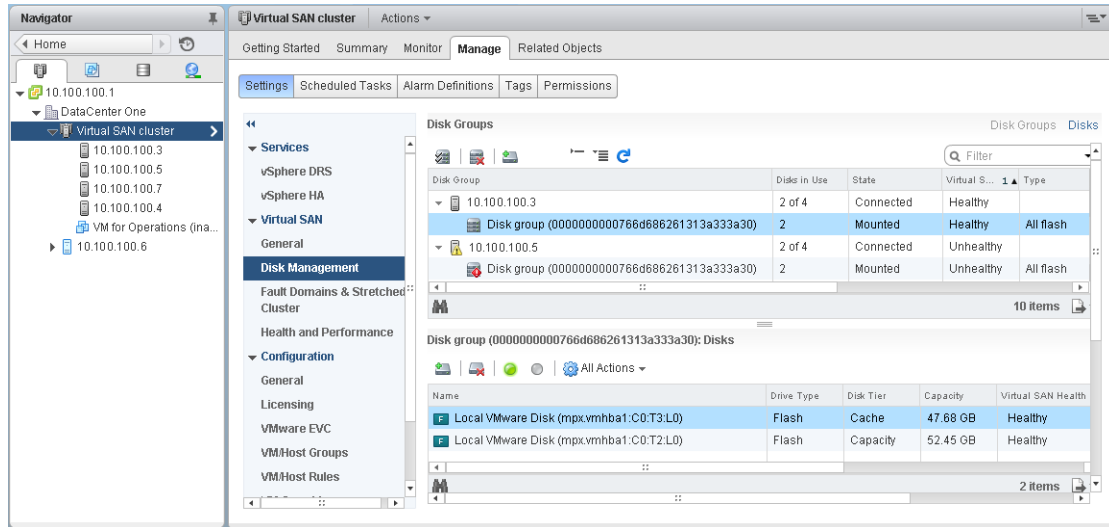 Navigator
Home
10.100.100.1
DataCenter One
Virtual SAN cluster
10.100.100.3
10.100.100.5
10.100.100.7
10.100.100.4
VM for Operations (ina...
10.100.100.6
Virtual SAN cluster Actions
Getting Started Summary Monitor Manage Related Objects
Settings Scheduled Tasks Alarm Definitions Tags Permissions
Services
vSphere DRS
vSphere HA
Virtual SAN
General
Disk Management
Fault Domains & Stretched
Cluster
Health and Performance
Configuration
General
Licensing
VMware EVC
VM/Host Groups
VM/Host Rules
Disk Groups Disk Groups Disks
Filter
Disk Group Disks in Use State Virtual S... 1 Type
10.100.100.3 2 of 4 Connected Healthy
Disk group (0000000000766d686261313a333a30) 2 Mounted Healthy All flash
10.100.100.5 2 of 4 Connected Unhealthy
Disk group (0000000000766d686261313a333a30) 2 Mounted Unhealthy All flash
10 items
Disk group (0000000000766d686261313a333a30): Disks
All Actions
Name Drive Type Disk Tier Capacity Virtual SAN Health
F Local VMware Disk (mpx.vmhba1:C0:T3:L0) Flash Cache 47.68 GB Healthy
F Local VMware Disk (mpx.vmhba1:C0:T2:L0) Flash Capacity 52.45 GB Healthy
2 items